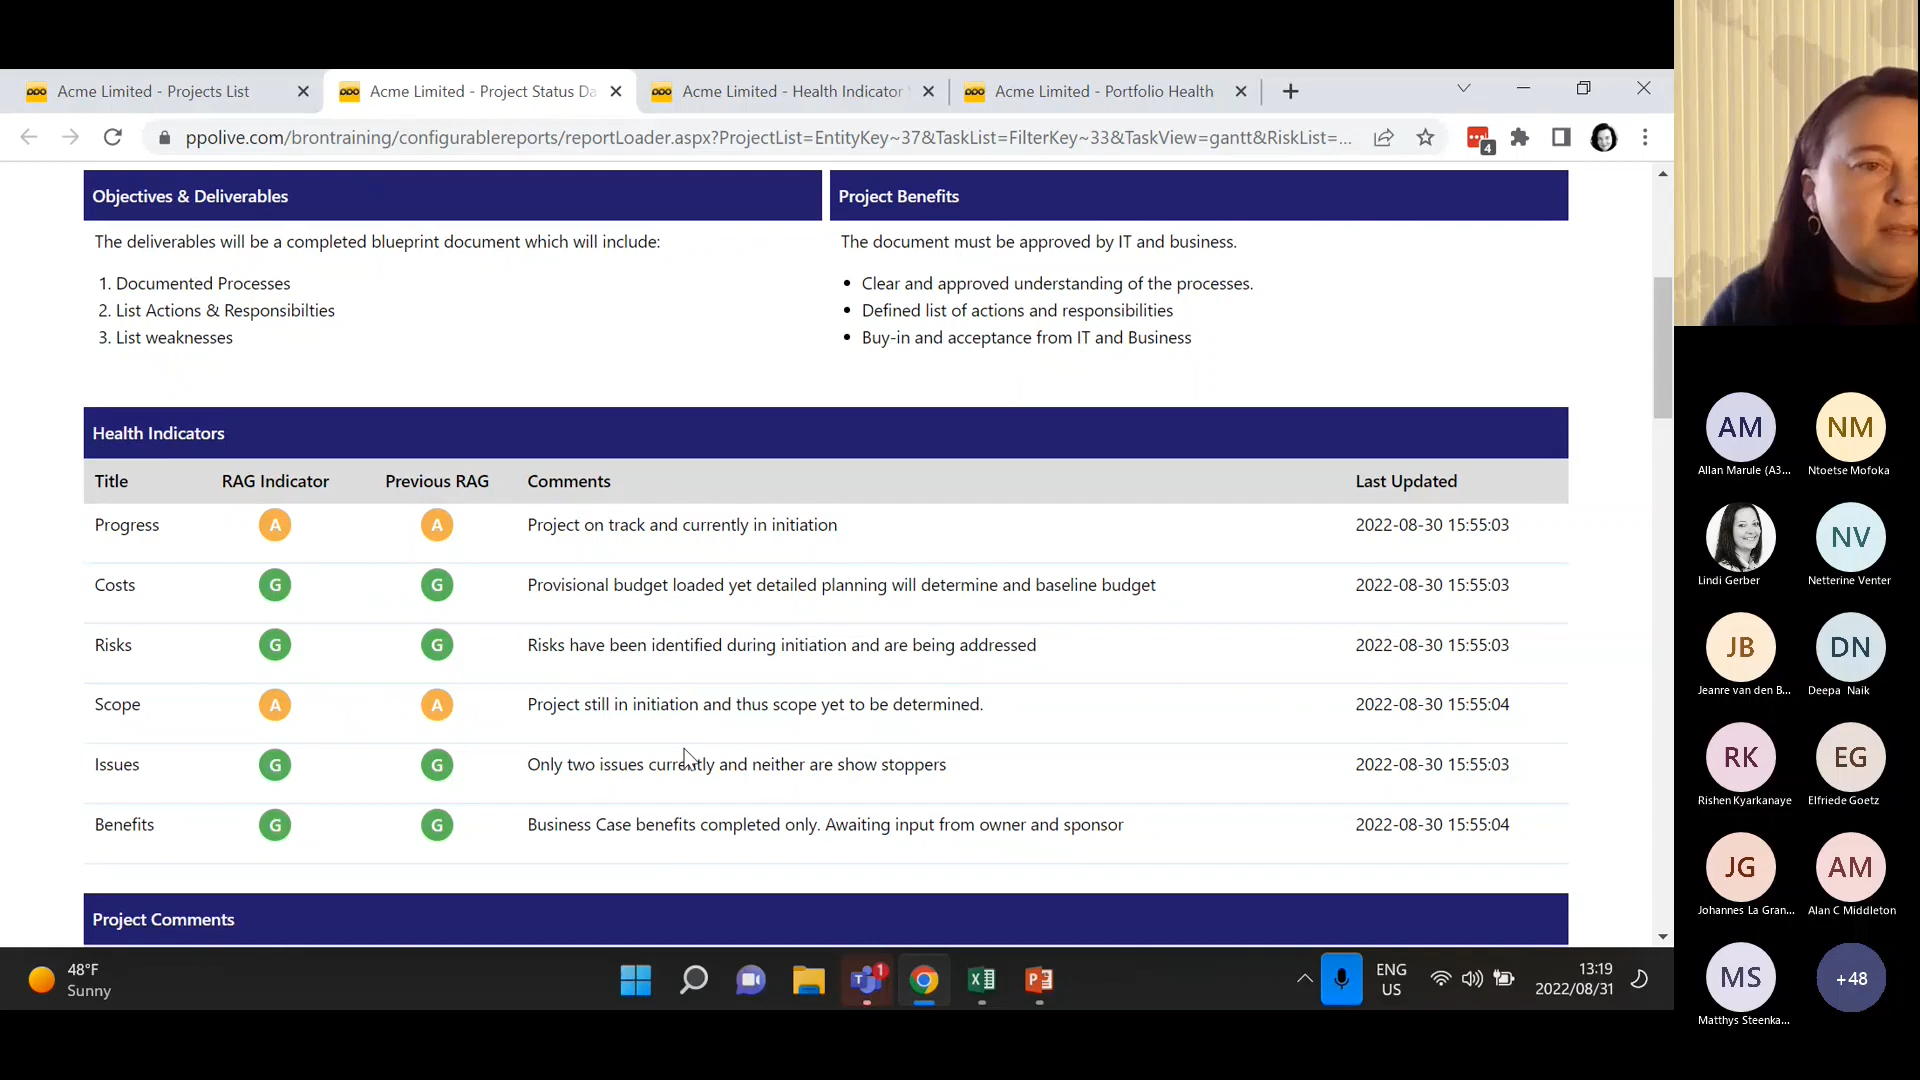 Acme Limited - Projects List
Acme Limited - Project Status Da
Acme Limited - Health Indicator
Acme Limited - Portfolio Health
ppolive.com/brontraining/configurablereports/reportLoader.aspx?ProjectList=EntityKey~37&TaskList=FilterKey~33&TaskView=gantt&RiskList=...
4
Objectives & Deliverables
Project Benefits
The deliverables will be a completed blueprint document which will include:
The document must be approved by IT and business.
1. Documented Processes
2. List Actions & Responsibilties
3. List weaknesses
• Clear and approved understanding of the processes.
• Defined list of actions and responsibilities
• Buy-in and acceptance from IT and Business
Health Indicators
Title RAG Indicator Previous RAG Comments Last Updated
Progress A A Project on track and currently in initiation 2022-08-30 15:55:03
Costs G G Provisional budget loaded yet detailed planning will determine and baseline budget 2022-08-30 15:55:03
Risks G G Risks have been identified during initiation and are being addressed 2022-08-30 15:55:03
Scope A A Project still in initiation and thus scope yet to be determined. 2022-08-30 15:55:04
Issues G G Only two issues currently and neither are show stoppers 2022-08-30 15:55:03
Benefits G G Business Case benefits completed only. Awaiting input from owner and sponsor 2022-08-30 15:55:04
Project Comments
48°F
Sunny
1
ENG
US
13:19
2022/08/31
AM
Allan Marule (A3...
NM
Ntoetse Mofoka
Lindi Gerber
NV
Netterine Venter
JB
Jeanre van den B...
DN
Deepa Naik
RK
Rishen Kyarkanaye
EG
Elfriede Goetz
JG
Johannes La Gran...
AM
Alan C Middleton
MS
Matthys Steenka...
+48